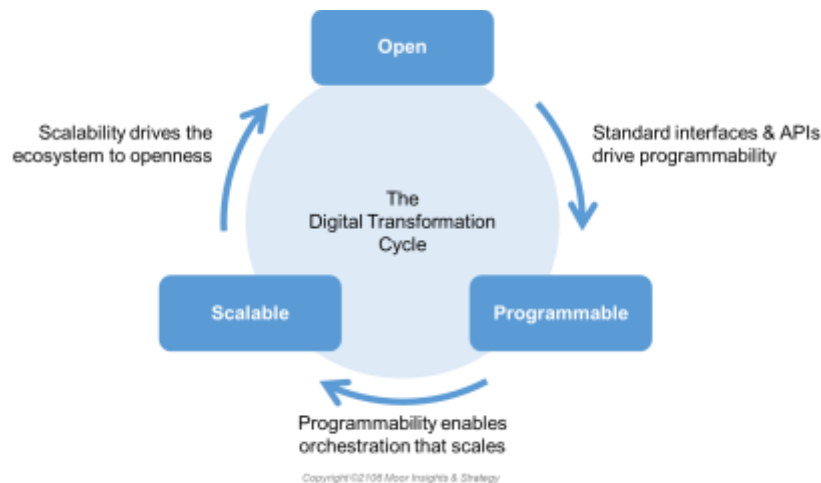 Open
Scalability drives the
ecosystem to openness
Standard interfaces & APIs
drive programmability
The
Digital Transformation
Cycle
Scalable
Programmable
Programmability enables
orchestration that scales
Copyright ©2106 Moor Insights & Strategy